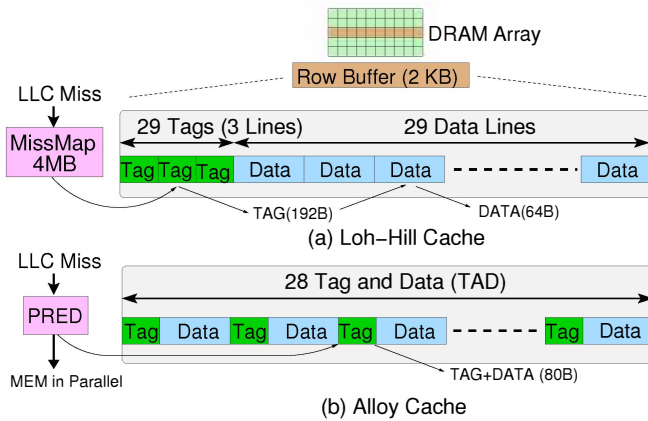 DRAM Array
Row Buffer (2 KB)
LLC Miss
MissMap
4MB
29 Tags (3 Lines)
29 Data Lines
Tag Tag Tag Data Data Data Data
TAG(192B)
DATA(64B)
(a) Loh−Hill Cache
LLC Miss
PRED
MEM in Parallel
28 Tag and Data (TAD)
Tag Data Tag Data Tag Data Tag Data
TAG+DATA (80B)
(b) Alloy Cache